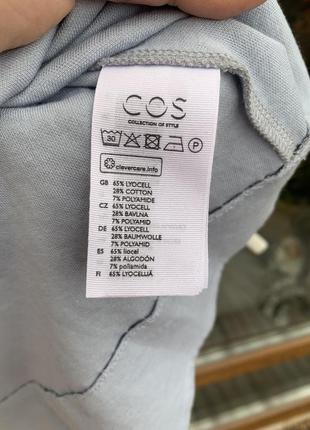 COS
COLLECTION OF STYLE
30 P
clevercare.info
GB 65% LYOCELL
28% COTTON
7% POLYAMIDE
CZ 65% LYOCELL
28% BAVLNA
7% POLYAMID
DE 65% LYOCELL
28% BAUMWOLLE
7% POLYAMID
ES 65% liocel
28% ALGODÓN
7% poliamida
FI 65% LYOCELLIÄ